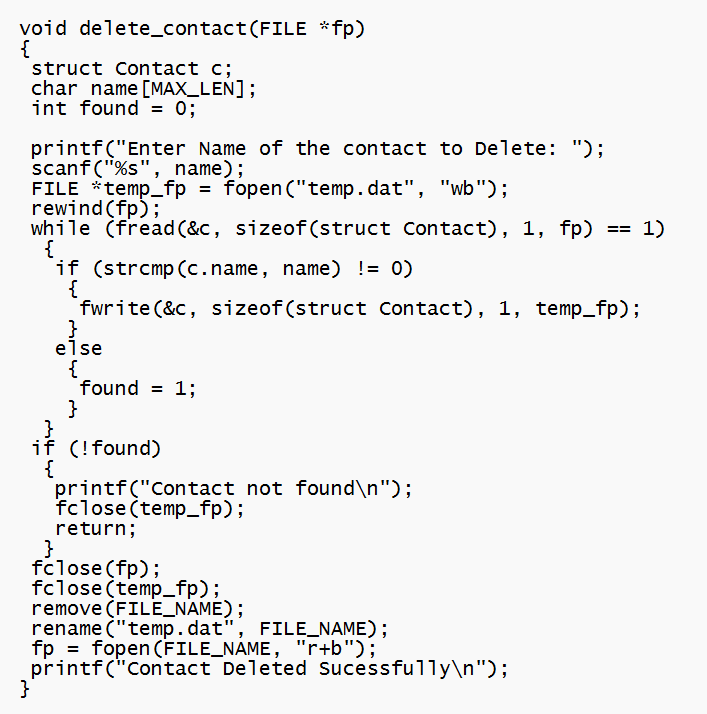 void delete_contact(FILE *fp)
{
 struct Contact c;
 char name[MAX_LEN];
 int found = 0;

 printf("Enter Name of the contact to Delete: ");
 scanf("%s", name);
 FILE *temp_fp = fopen("temp.dat", "wb");
 rewind(fp);
 while (fread(&c, sizeof(struct Contact), 1, fp) == 1)
  {
   if (strcmp(c.name, name) != 0)
    {
     fwrite(&c, sizeof(struct Contact), 1, temp_fp);
    }
   else
    {
     found = 1;
    }
  }
 if (!found)
  {
   printf("Contact not found\n");
   fclose(temp_fp);
   return;
  }
 fclose(fp);
 fclose(temp_fp);
 remove(FILE_NAME);
 rename("temp.dat", FILE_NAME);
 fp = fopen(FILE_NAME, "r+b");
 printf("Contact Deleted Sucessfully\n");
}